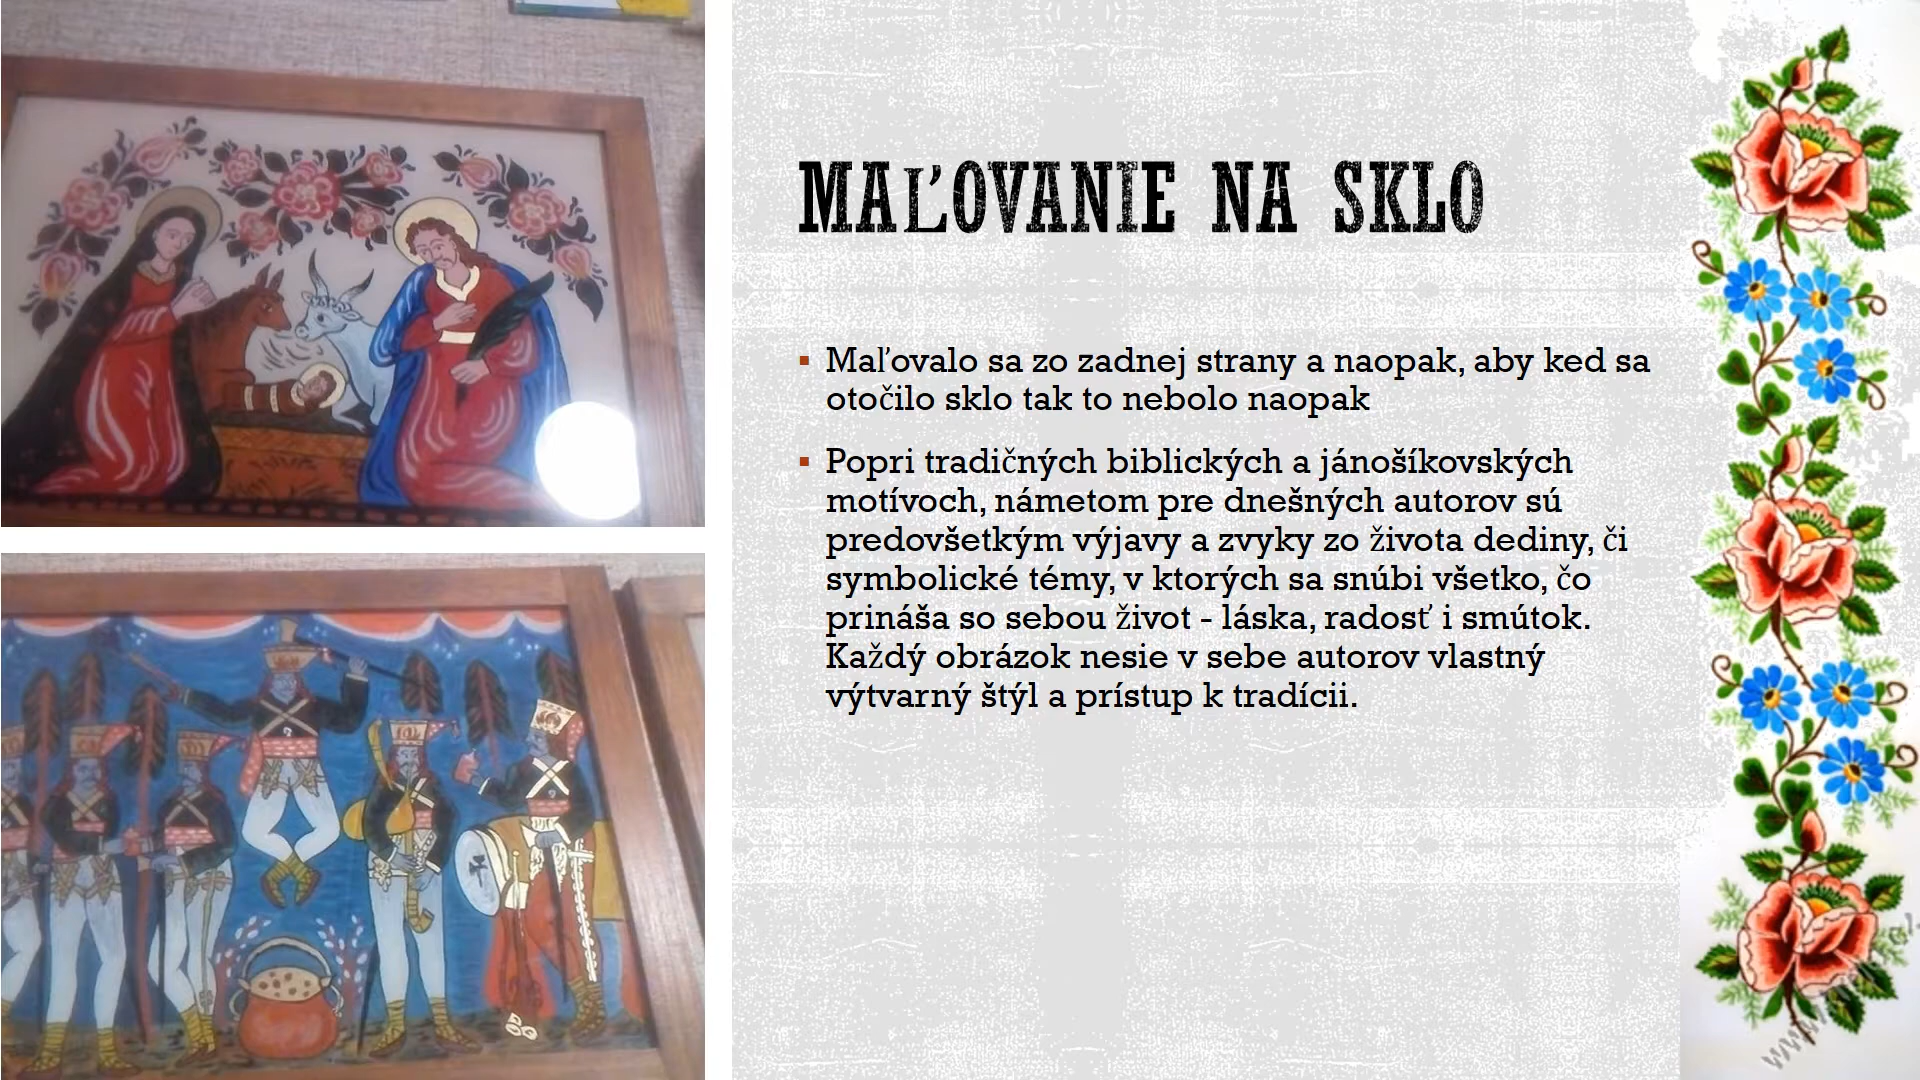 MAĽOVANIE NA SKLO
Maľovalo sa zo zadnej strany a naopak, aby ked sa
otočilo sklo tak to nebolo naopak
Popri tradičných biblických a jánošíkovských
motívoch, námetom pre dnešných autorov sú
predovšetkým výjavy a zvyky zo života dediny, či
symbolické témy, v ktorých sa snúbi všetko, čo
prináša so sebou život - láska, radosť i smútok.
Každý obrázok nesie v sebe autorov vlastný
výtvarný štýl a prístup k tradícii.